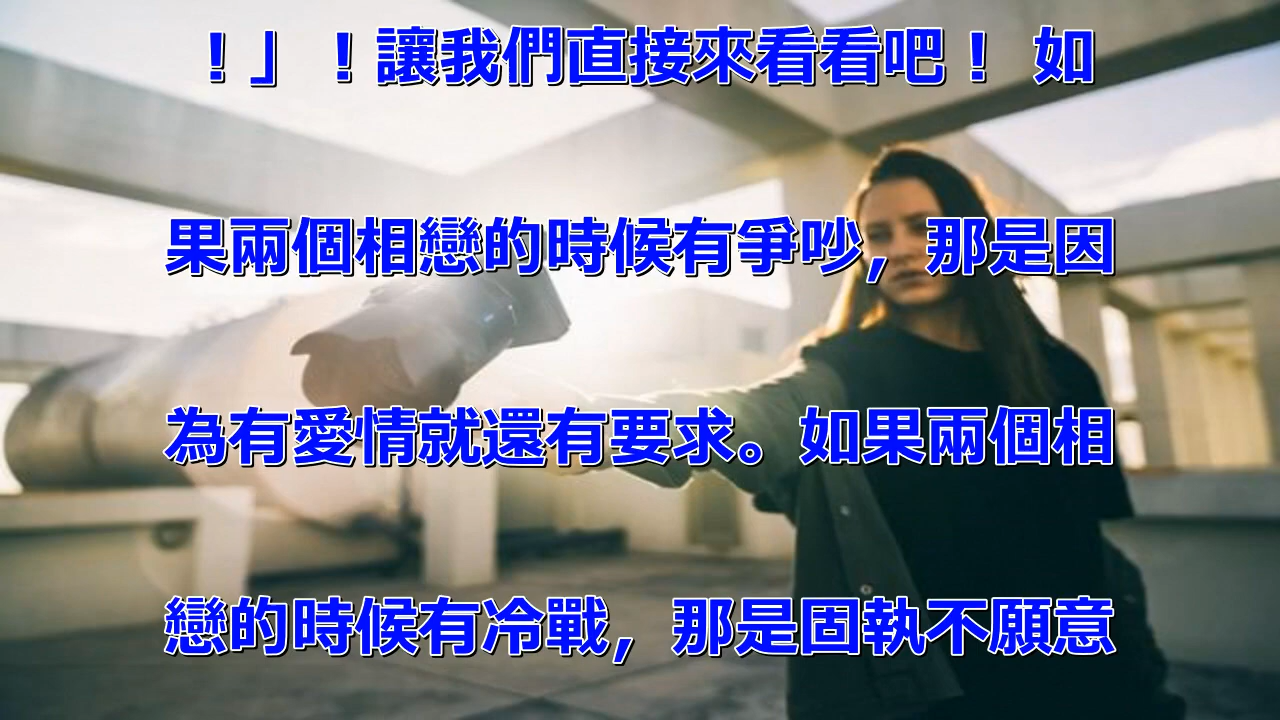 ！」！讓我們直接來看看吧！ 如
果兩個相戀的時候有爭吵，那是因
為有愛情就還有要求。如果兩個相
戀的時候有冷戰，那是固執不願意